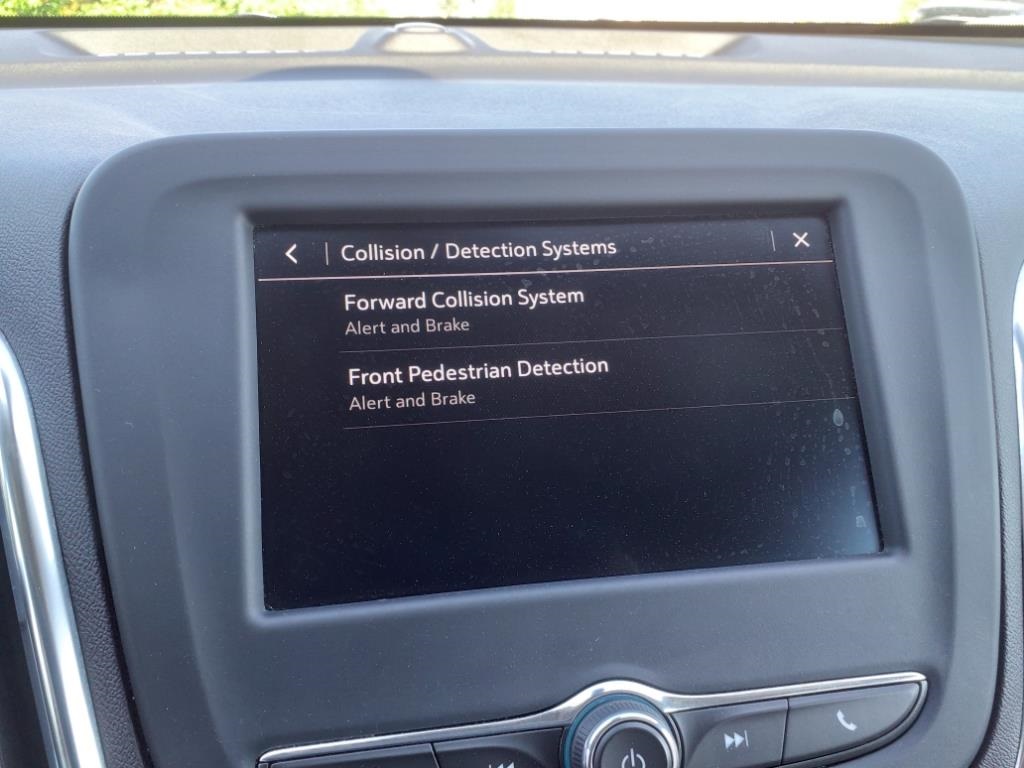 Collision / Detection Systems
Forward Collision System
Alert and Brake
Front Pedestrian Detection
Alert and Brake